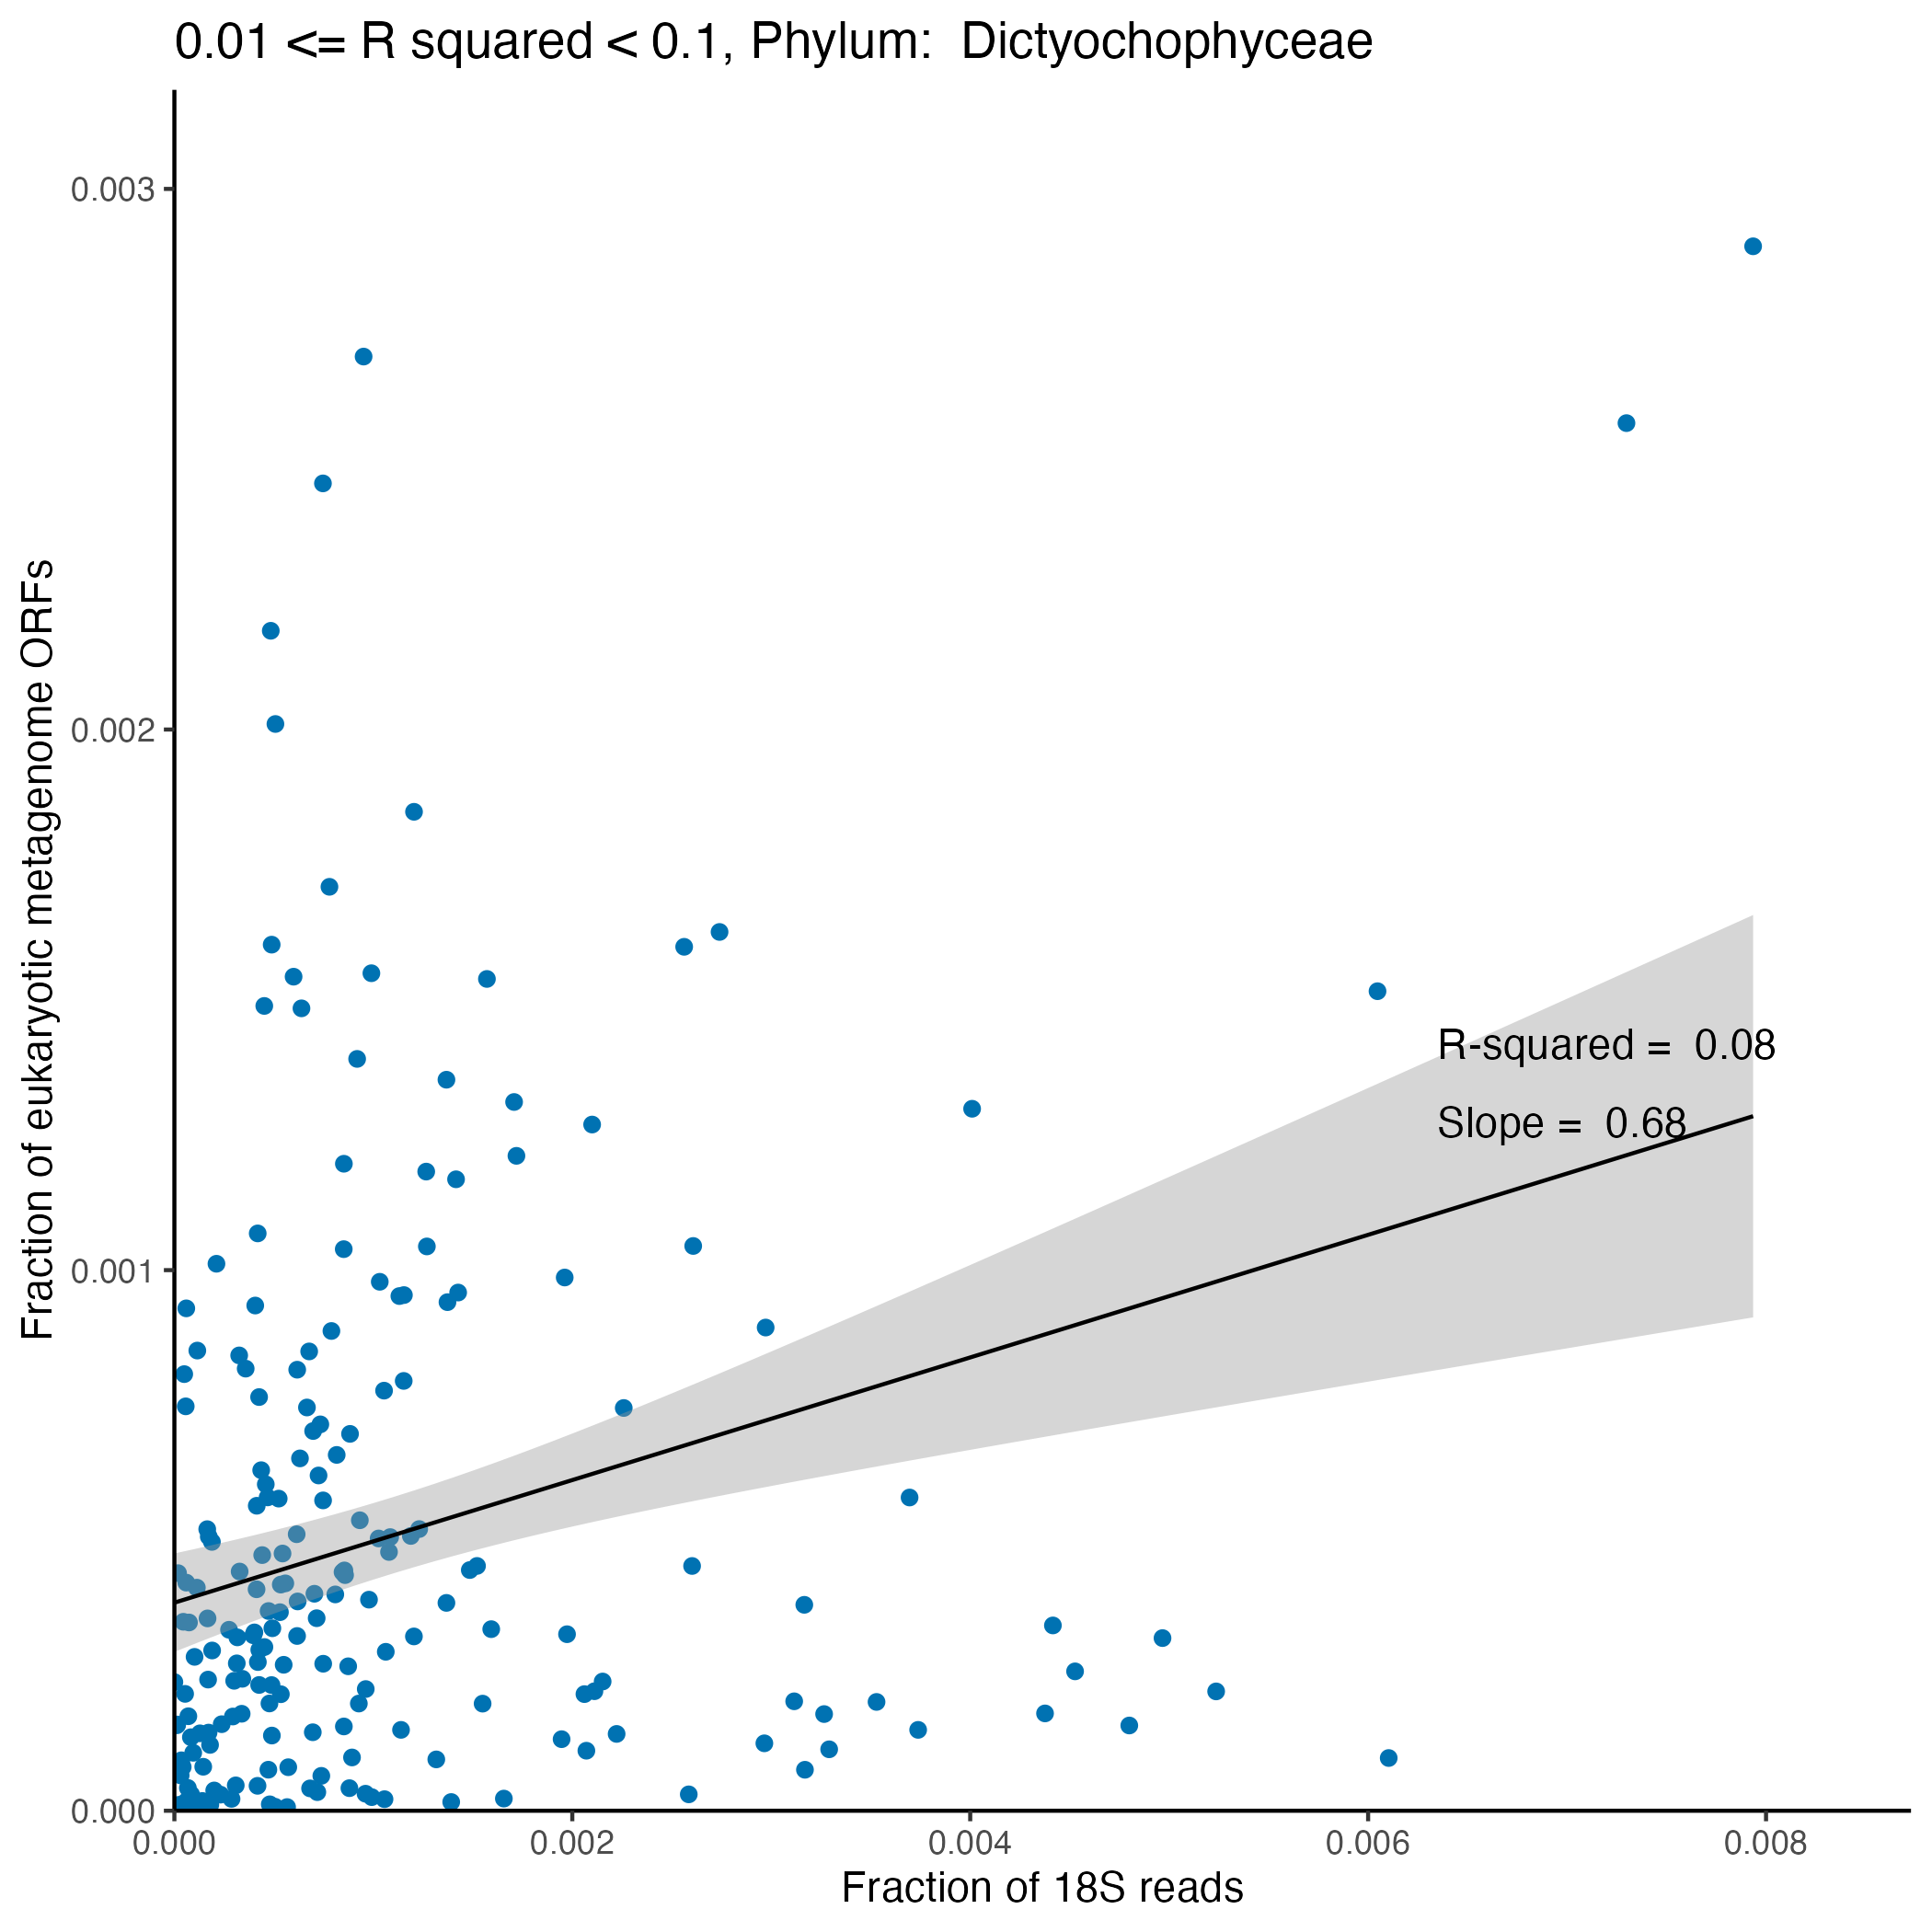 0.01 <= R squared < 0.1, Phylum:  Dictyochophyceae
Fraction of eukaryotic metagenome ORFs
0.003
0.002
0.001
0.000
R-squared =  0.08
Slope =  0.68
0.000 0.002 0.004 0.006 0.008
Fraction of 18S reads